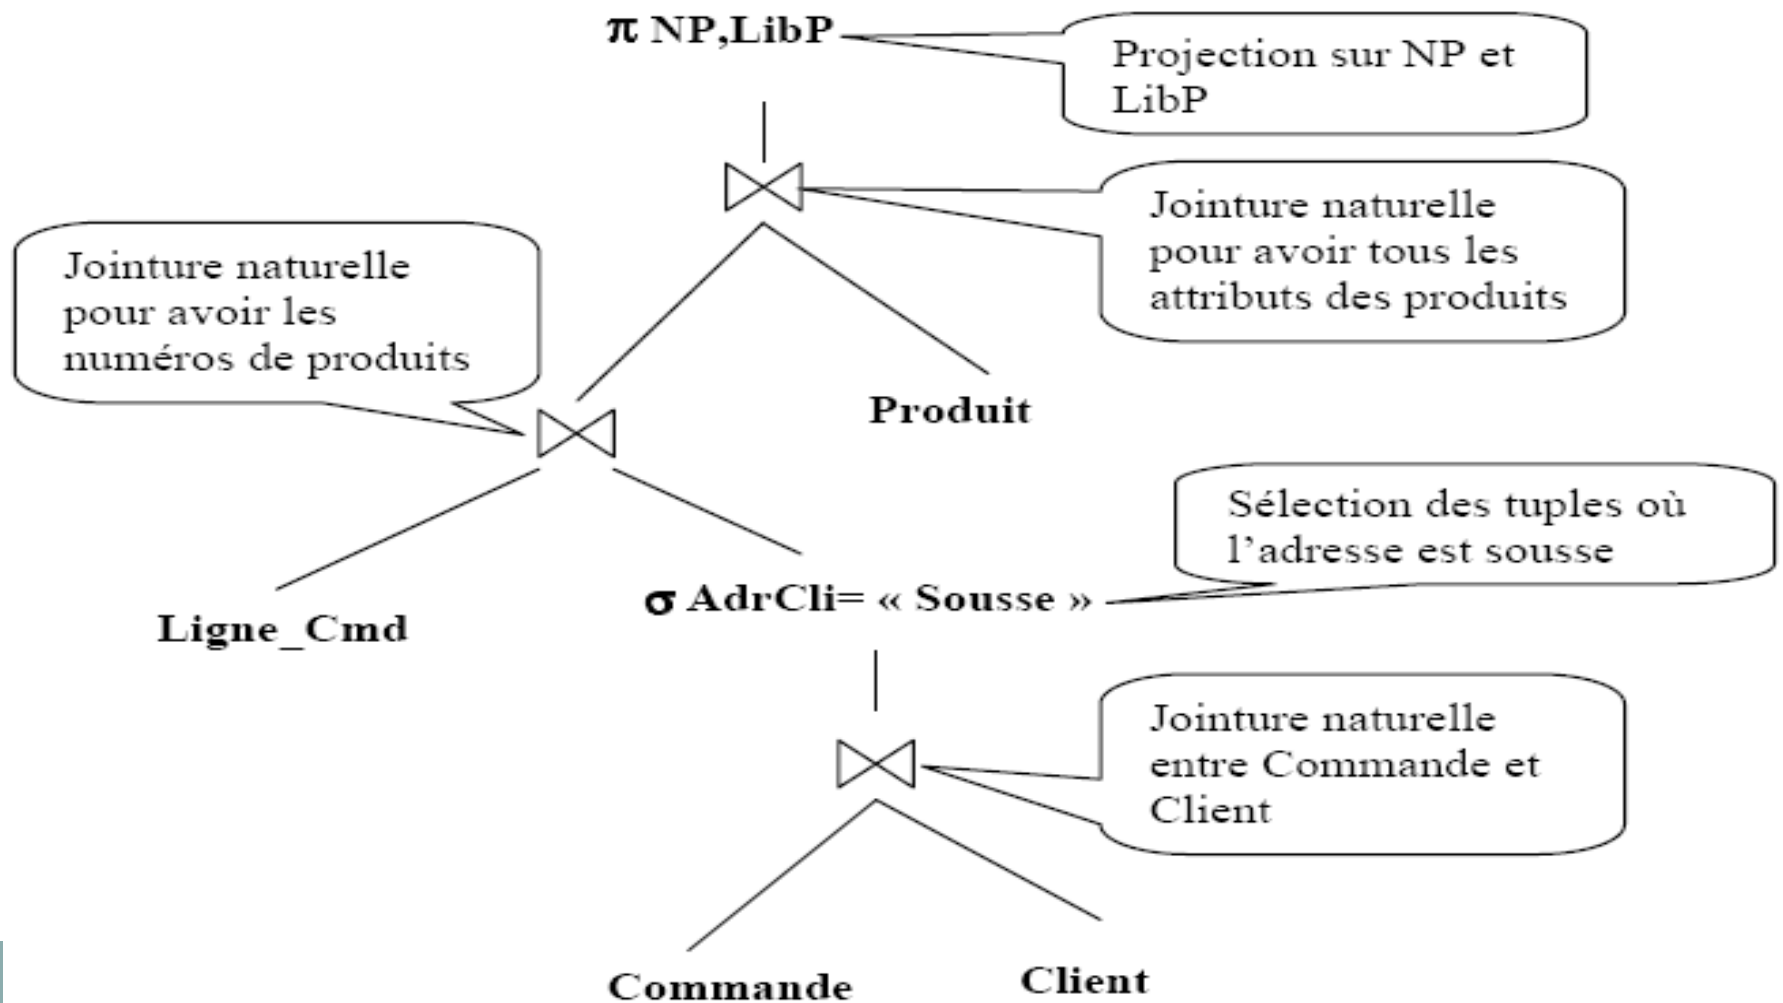 π NP,LibP
Projection sur NP et
LibP
Jointure naturelle
pour avoir tous les
attributs des produits
Jointure naturelle
pour avoir les
numéros de produits
Produit
Sélection des tuples où
l’adresse est sousse
σ AdrCli= « Sousse »
Ligne_Cmd
Jointure naturelle
entre Commande et
Client
Commande
Client